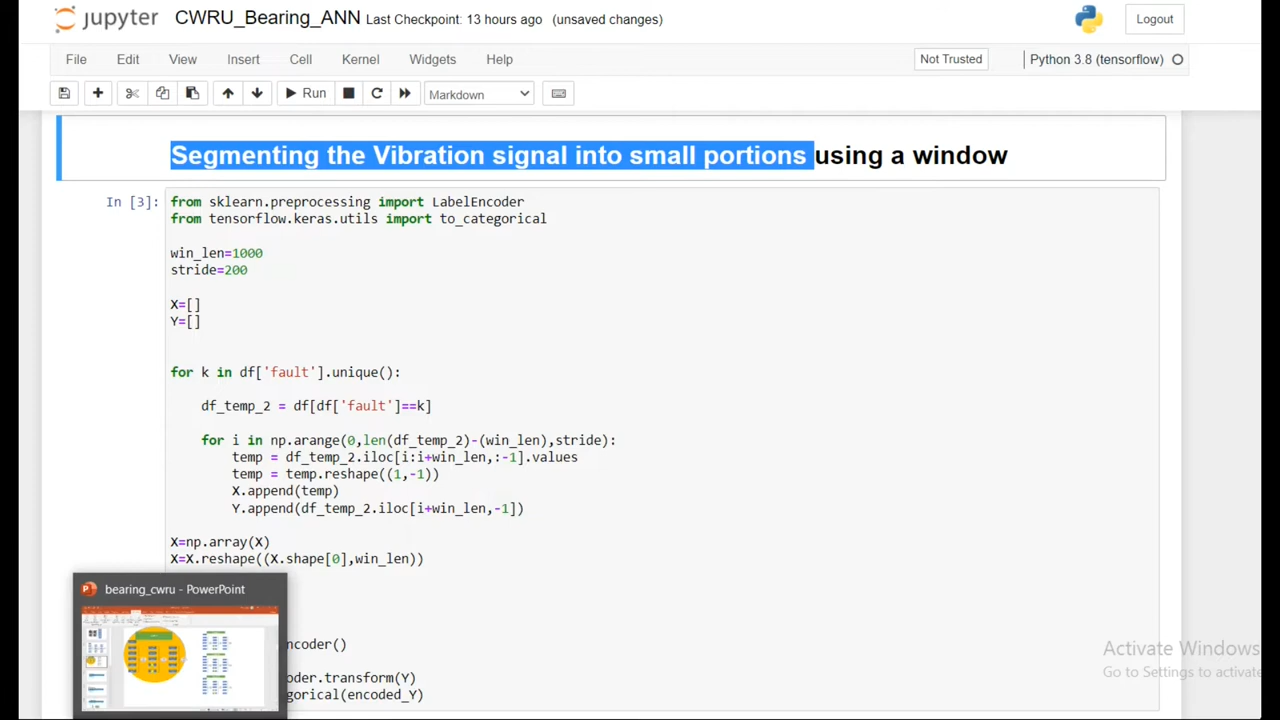 jupyter CWRU_Bearing_ANN Last Checkpoint: 13 hours ago (unsaved changes) Logout
File Edit View Insert Cell Kernel Widgets Help Not Trusted Python 3.8 (tensorflow)
Run Markdown
Segmenting the Vibration signal into small portions using a window
In [3]: from sklearn.preprocessing import LabelEncoder
from tensorflow.keras.utils import to_categorical
win_len=1000
stride=200
X=[]
Y=[]
for k in df['fault'].unique():
df_temp_2 = df[df['fault']==k]
for i in np.arange(0,len(df_temp_2)-(win_len),stride):
temp = df_temp_2.iloc[i:i+win_len,:-1].values
temp = temp.reshape((1,-1))
X.append(temp)
Y.append(df_temp_2.iloc[i+win_len,-1])
X=np.array(X)
X=X.reshape((X.shape[0],win_len))
bearing_cwru - PowerPoint
ncoder()
der.transform(Y)
gorical(encoded_Y)
Activate Windows
Go to Settings to activate